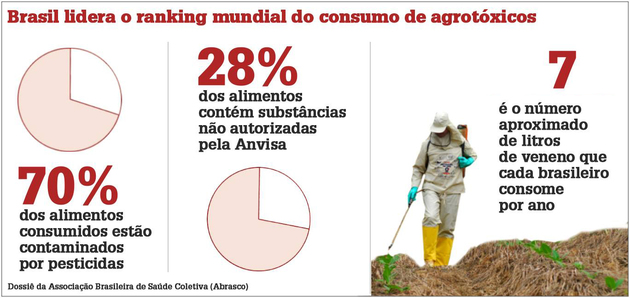 Brasil lidera o ranking mundial do consumo de agrotóxicos
70%
dos alimentos
consumidos estão
contaminados
por pesticidas
28%
dos alimentos
contém substâncias
não autorizadas
pela Anvisa
7
é o número
aproximado
de litros
de veneno que
cada brasileiro
consome
por ano
Dossiê da Associação Brasileira de Saúde Coletiva (Abrasco)